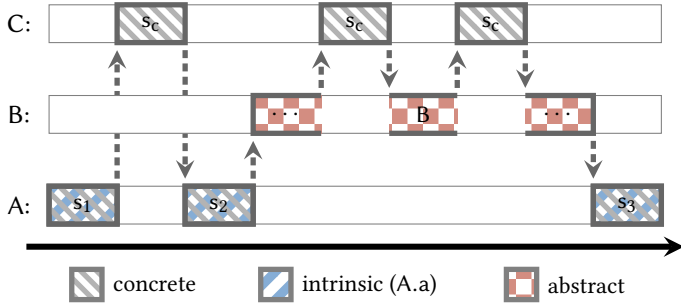 C: s_c s_c s_c
B: ... B ...
A: s_1 s_2 s_3
concrete intrinsic (A.a) abstract